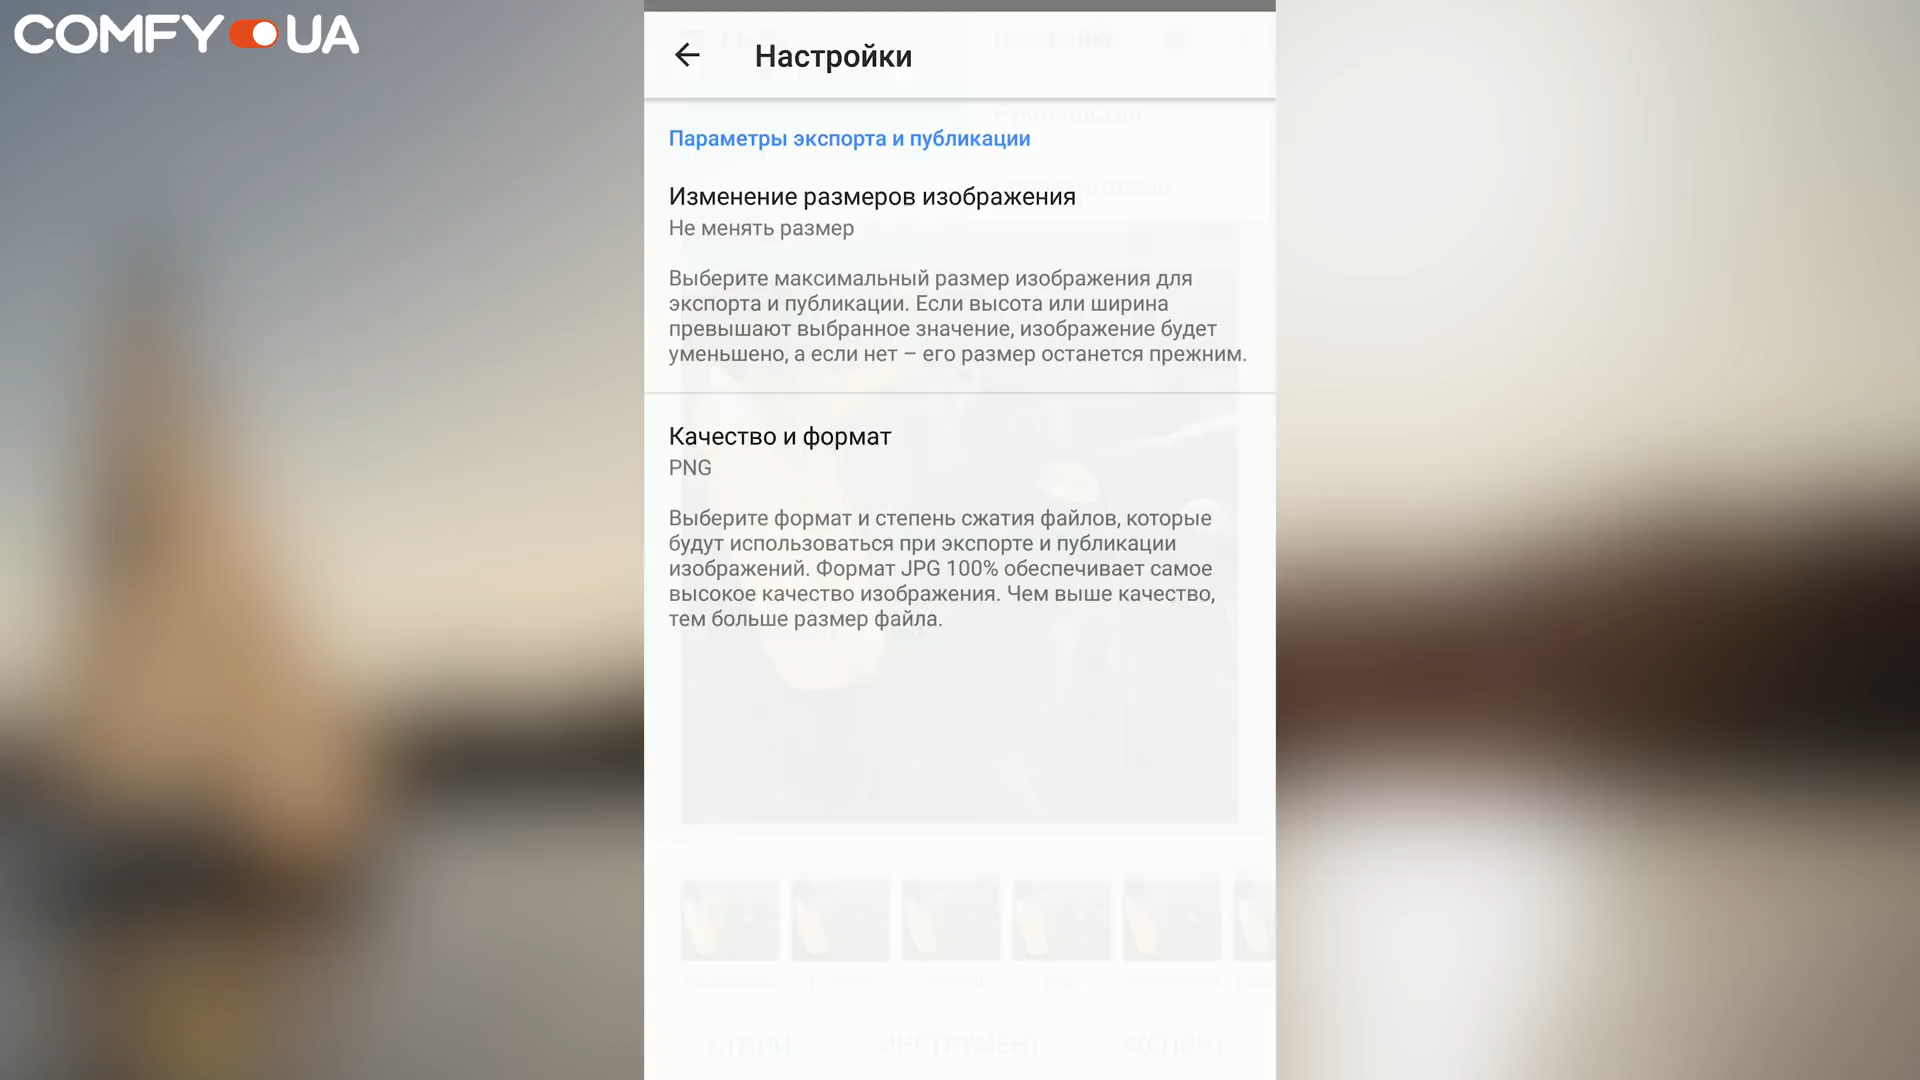 COMFY UA
Настройки
Параметры экспорта и публикации
Изменение размеров изображения
Не менять размер
Выберите максимальный размер изображения для
экспорта и публикации. Если высота или ширина
превышают выбранное значение, изображение будет
уменьшено, а если нет – его размер останется прежним.
Качество и формат
PNG
Выберите формат и степень сжатия файлов, которые
будут использоваться при экспорте и публикации
изображений. Формат JPG 100% обеспечивает самое
высокое качество изображения. Чем выше качество,
тем больше размер файла.
СТИЛИ ИНСТРУМЕНТ ЭКСПОРТ